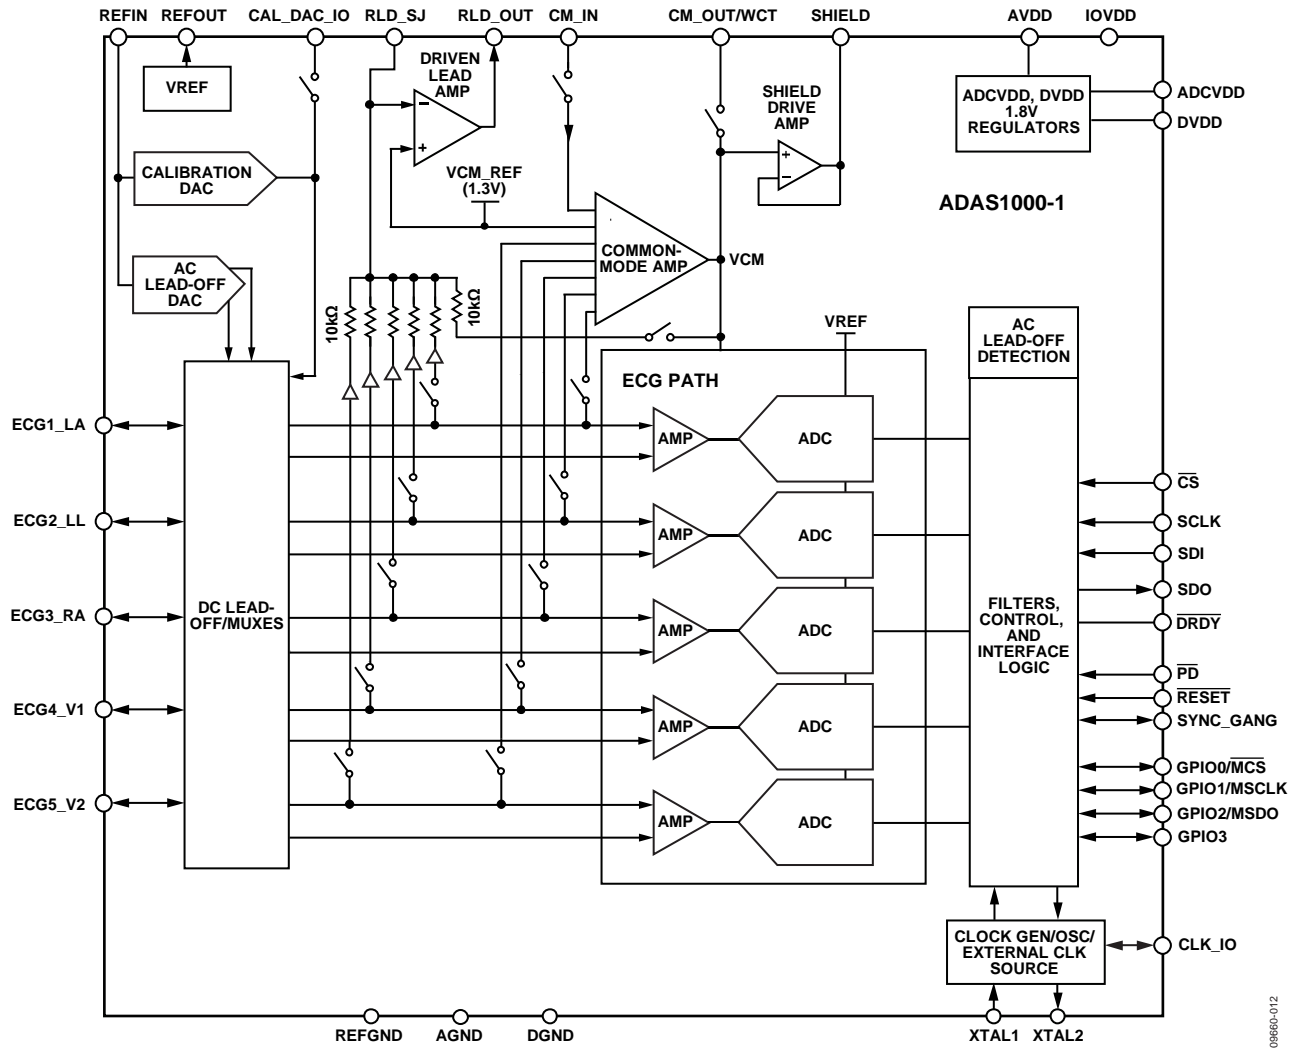 REFIN REFOUT CAL_DAC_IO RLD_SJ RLD_OUT CM_IN CM_OUT/WCT SHIELD AVDD IOVDD
VREF
DRIVEN
LEAD
AMP
–
+
SHIELD
DRIVE
AMP
+
–
ADCVDD, DVDD
1.8V
REGULATORS
ADCVDD
DVDD
CALIBRATION
DAC
VCM_REF
(1.3V)
ADAS1000-1
AC
LEAD-OFF
DAC
COMMON-
MODE AMP
VCM
10kΩ
10kΩ
VREF
AC
LEAD-OFF
DETECTION
ECG PATH
ECG1_LA
AMP
ADC
ECG2_LL
AMP
ADC
ECG3_RA
DC LEAD-
OFF/MUXES
AMP
ADC
ECG4_V1
AMP
ADC
ECG5_V2
AMP
ADC
FILTERS,
CONTROL,
AND
INTERFACE
LOGIC
CS
SCLK
SDI
SDO
DRDY
PD
RESET
SYNC_GANG
GPIO0/MCS
GPIO1/MSCLK
GPIO2/MSDO
GPIO3
CLOCK GEN/OSC/
EXTERNAL CLK
SOURCE
CLK_IO
REFGND AGND DGND XTAL1 XTAL2
09660-012